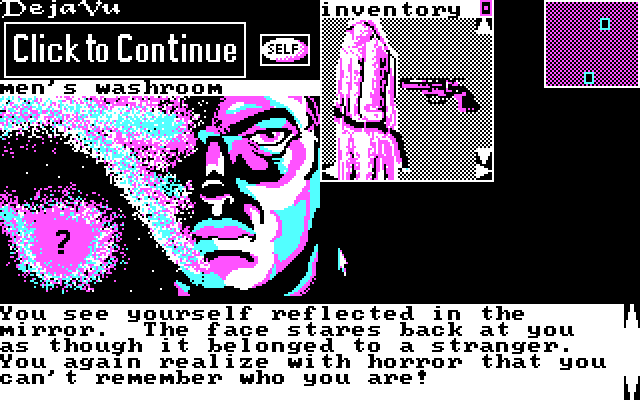 DejaVu
inventory
Click to Continue
SELF
men's washroom
?
You see yourself reflected in the
mirror. The face stares back at you
as though it belonged to a stranger.
You again realize with horror that you
can't remember who you are!